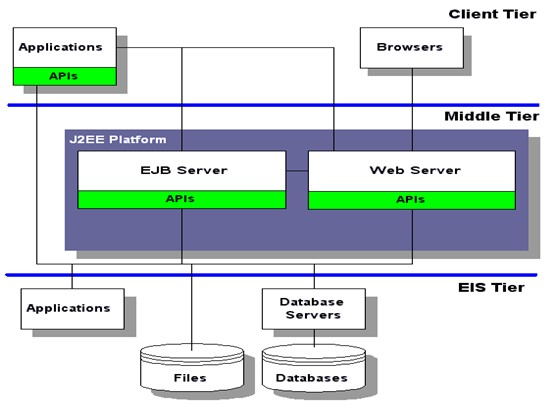 Client Tier
Applications
APIs
Browsers
Middle Tier
J2EE Platform
EJB Server
APIs
Web Server
APIs
EIS Tier
Applications
Database
Servers
Files
Databases